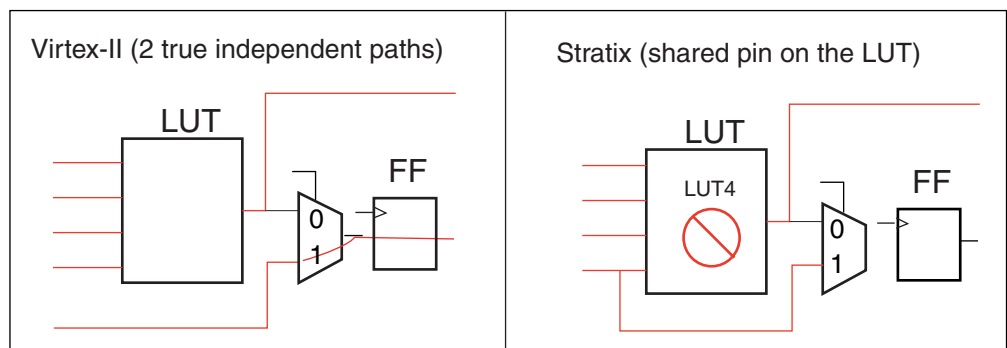 Virtex-II (2 true independent paths)
LUT
FF
0
1
Stratix (shared pin on the LUT)
LUT
LUT4
FF
0
1